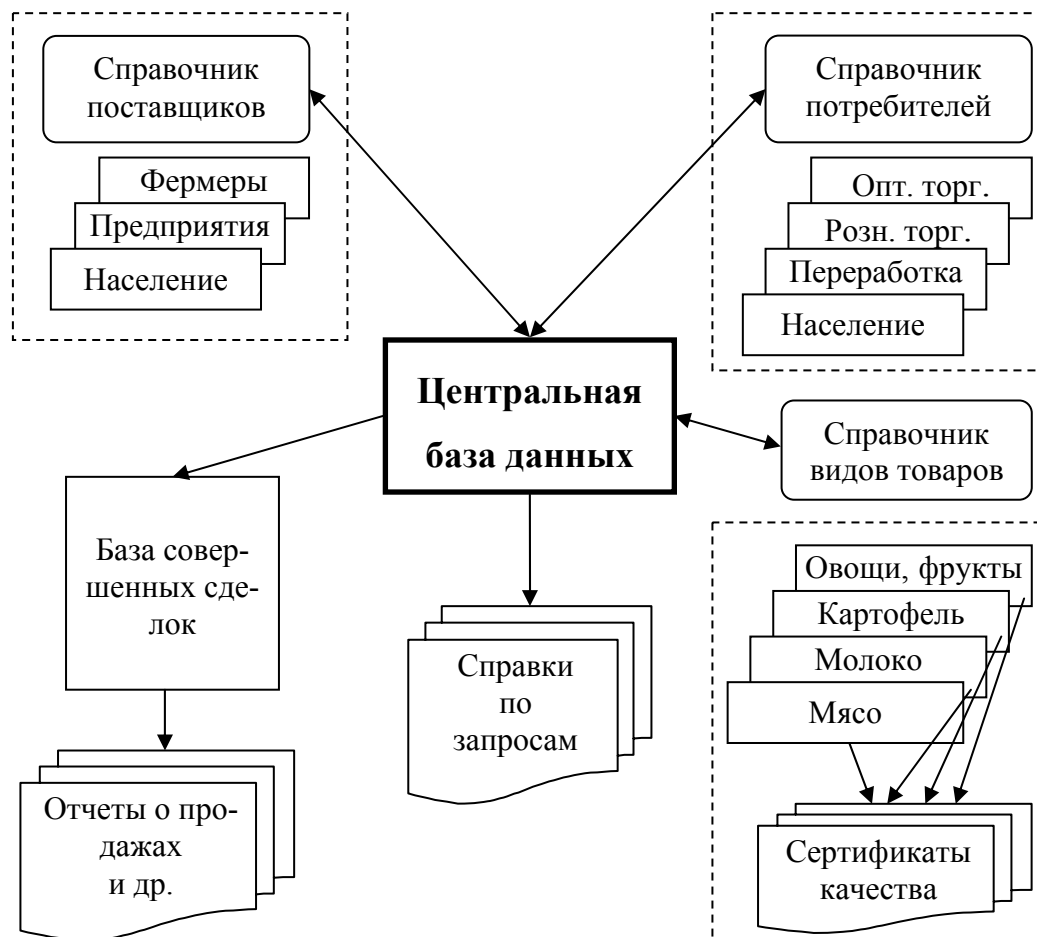 Справочник
поставщиков
Фермеры
Предприятия
Население
Справочник
потребителей
Опт. торг.
Розн. торг.
Переработка
Население
Центральная
база данных
Справочник
видов товаров
База совер-
шенных сде-
лок
Справки
по
запросам
Овощи, фрукты
Картофель
Молоко
Мясо
Отчеты о про-
дажах
и др.
Сертификаты
качества